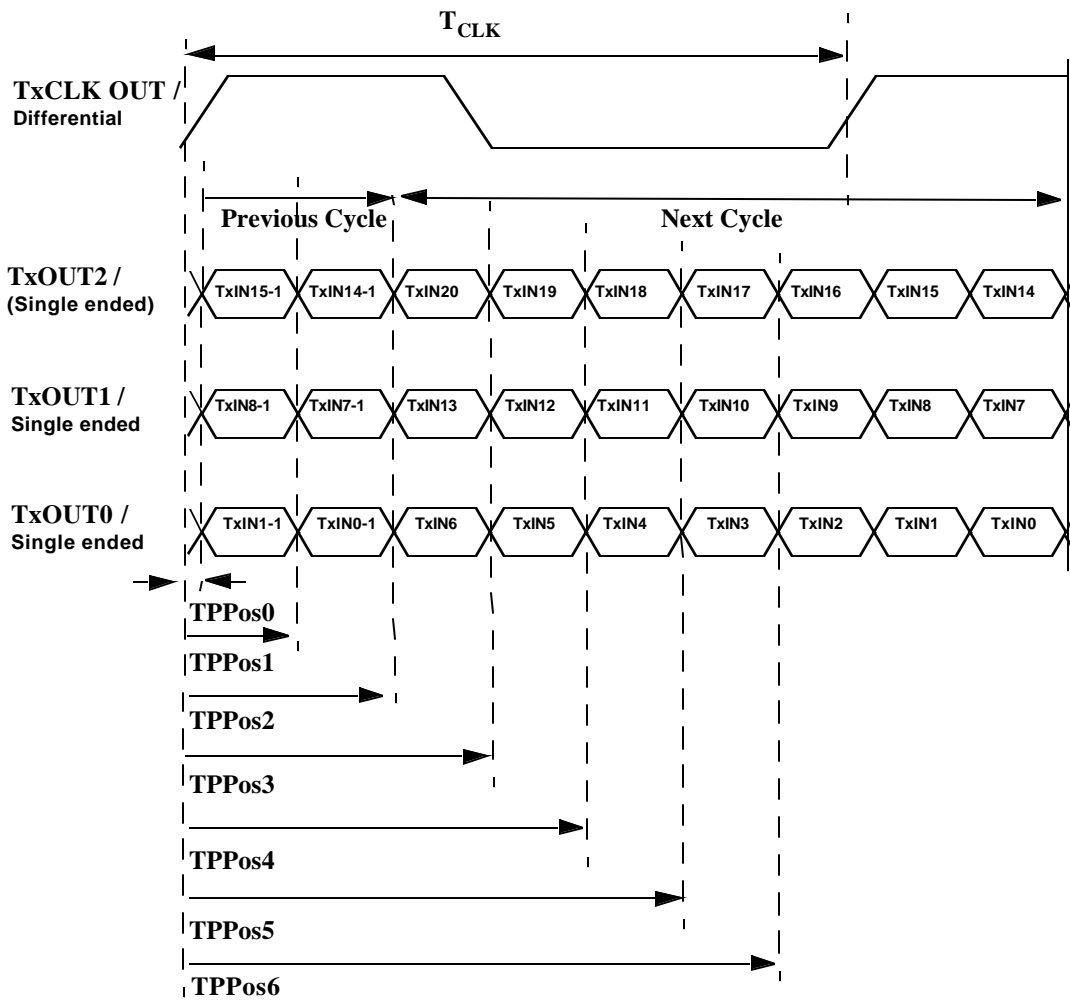 T_CLK
TxCLK OUT /
Differential
Previous Cycle
Next Cycle
TxOUT2 /
(Single ended)
TxIN15-1 TxIN14-1 TxIN20 TxIN19 TxIN18 TxIN17 TxIN16 TxIN15 TxIN14
TxOUT1 /
Single ended
TxIN8-1 TxIN7-1 TxIN13 TxIN12 TxIN11 TxIN10 TxIN9 TxIN8 TxIN7
TxOUT0 /
Single ended
TxIN1-1 TxIN0-1 TxIN6 TxIN5 TxIN4 TxIN3 TxIN2 TxIN1 TxIN0
TPPos0
TPPos1
TPPos2
TPPos3
TPPos4
TPPos5
TPPos6